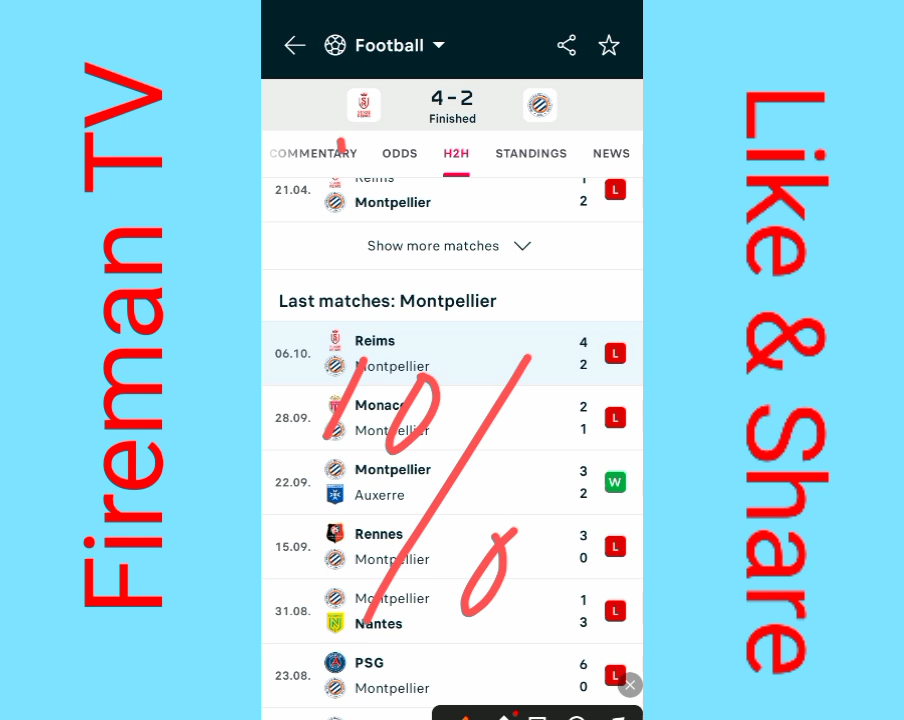 Fireman TV
Football
4-2
Finished
COMMENTARY ODDS H2H STANDINGS NEWS
21.04. Reims 1 L
Montpellier 2
Show more matches
Last matches: Montpellier
06.10. Reims 4 L
Montpellier 2
28.09. Monaco 2 L
Montpellier 1
22.09. Montpellier 3 W
Auxerre 2
15.09. Rennes 3 L
Montpellier 0
31.08. Montpellier 1 L
Nantes 3
23.08. PSG 6 L
Montpellier 0
10/8
Like & Share